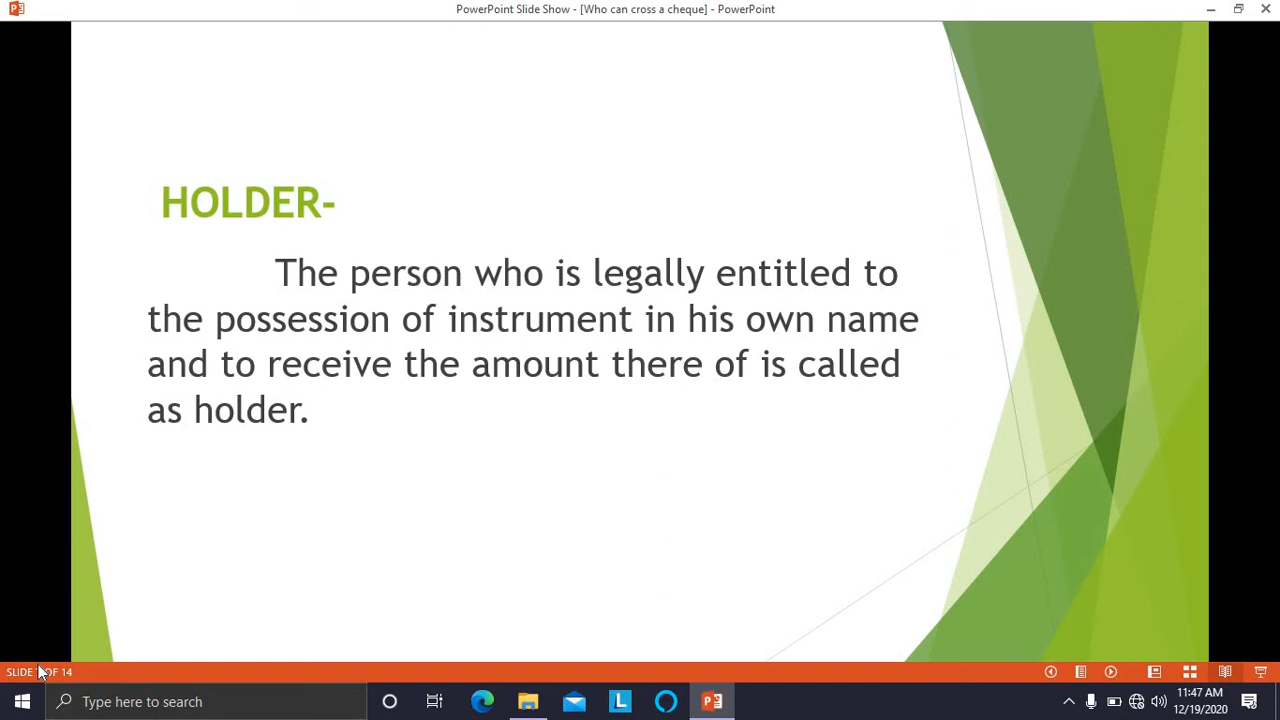 PowerPoint Slide Show - [Who can cross a cheque] - PowerPoint
HOLDER-
The person who is legally entitled to
the possession of instrument in his own name
and to receive the amount there of is called
as holder.
SLIDE OF 14
Type here to search
L
11:47 AM
12/19/2020